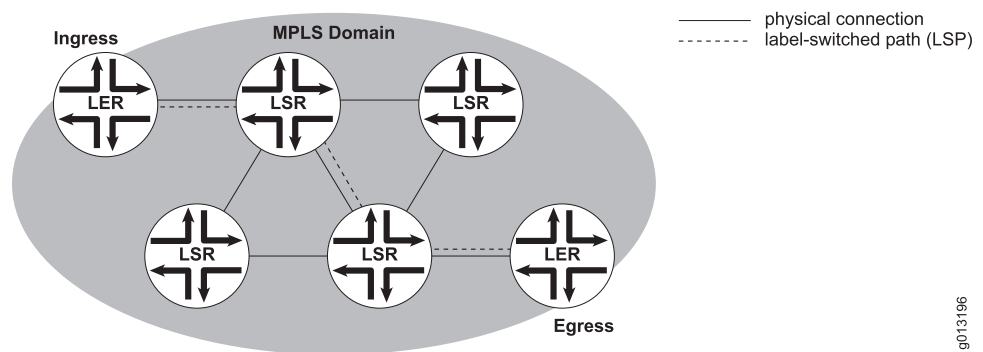 Ingress
MPLS Domain
physical connection
label-switched path (LSP)
LER
LSR
LSR
LSR
LSR
LER
Egress
g013196